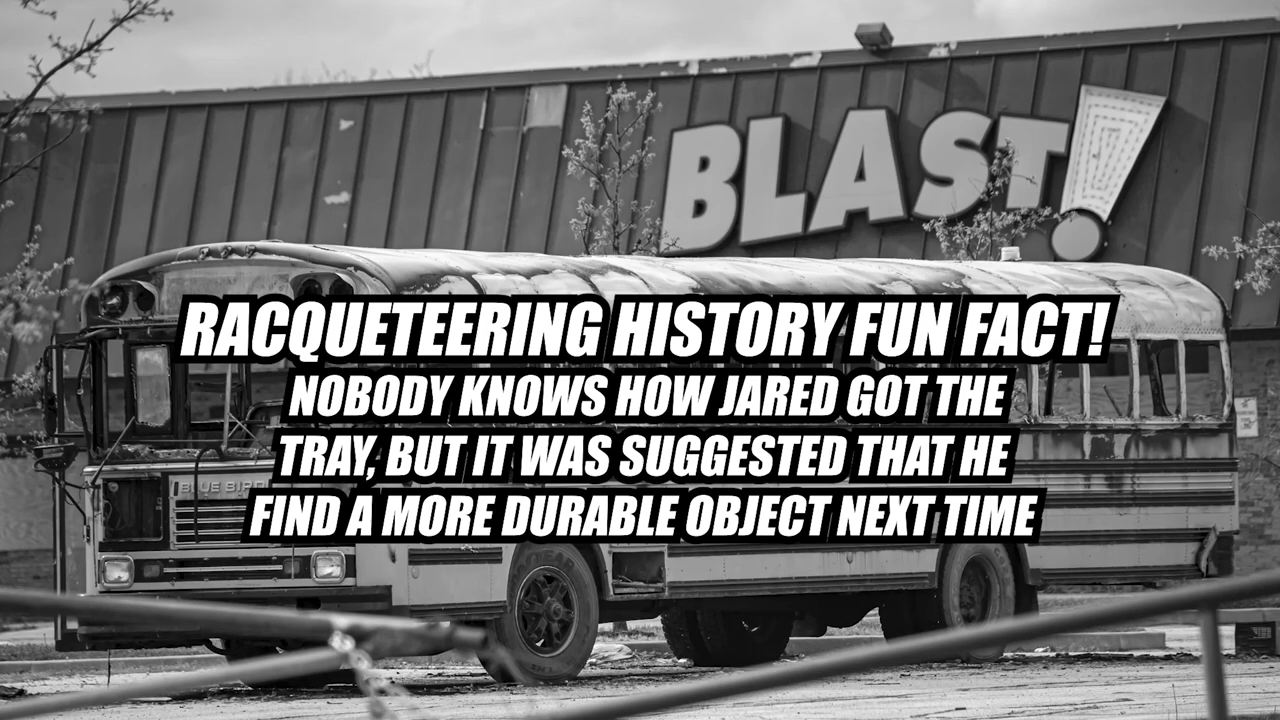 BLAST!
RACQUETEERING HISTORY FUN FACT!
NOBODY KNOWS HOW JARED GOT THE
TRAY, BUT IT WAS SUGGESTED THAT HE
FIND A MORE DURABLE OBJECT NEXT TIME
BLUE BIRD